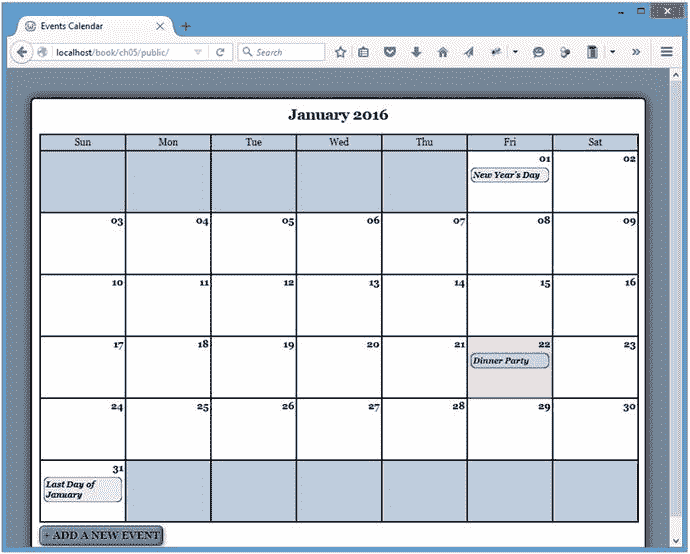 Events Calendar
localhost/book/ch05/public/
Search
January 2016
Sun Mon Tue Wed Thu Fri Sat
01 02
New Year's Day
03 04 05 06 07 08 09
10 11 12 13 14 15 16
17 18 19 20 21 22 23
Dinner Party
24 25 26 27 28 29 30
31
Last Day of
January
+ ADD A NEW EVENT